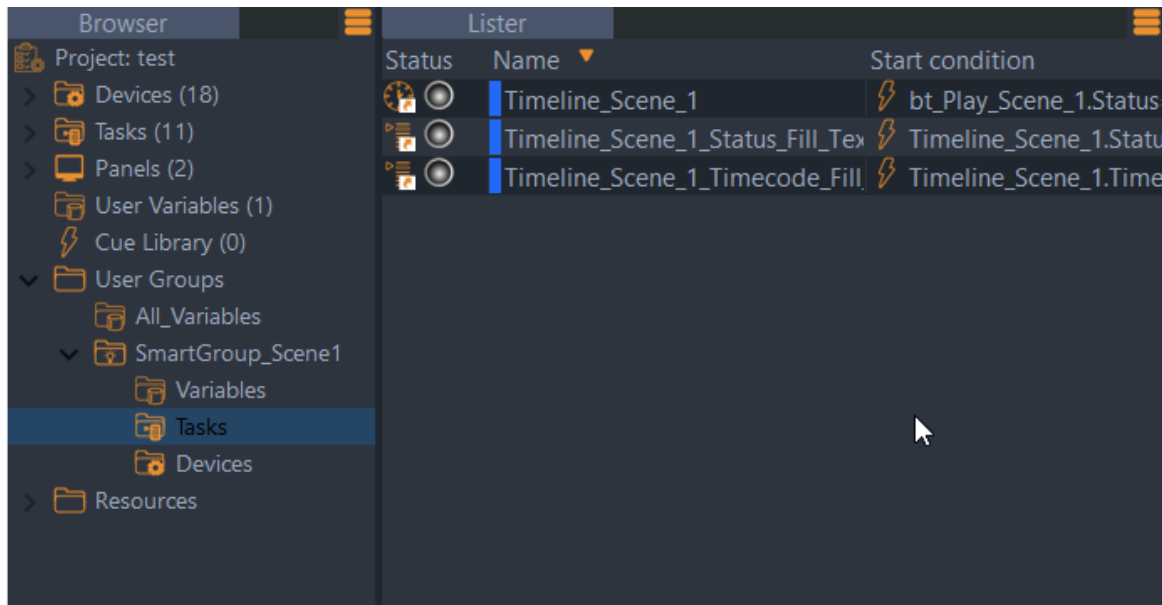 Browser
Project: test
Devices (18)
Tasks (11)
Panels (2)
User Variables (1)
Cue Library (0)
User Groups
All_Variables
SmartGroup_Scene1
Variables
Tasks
Devices
Resources
Lister
Status Name Start condition
Timeline_Scene_1 bt_Play_Scene_1.Status
Timeline_Scene_1_Status_Fill_Tex Timeline_Scene_1.Statu
Timeline_Scene_1_Timecode_Fill_ Timeline_Scene_1.Time